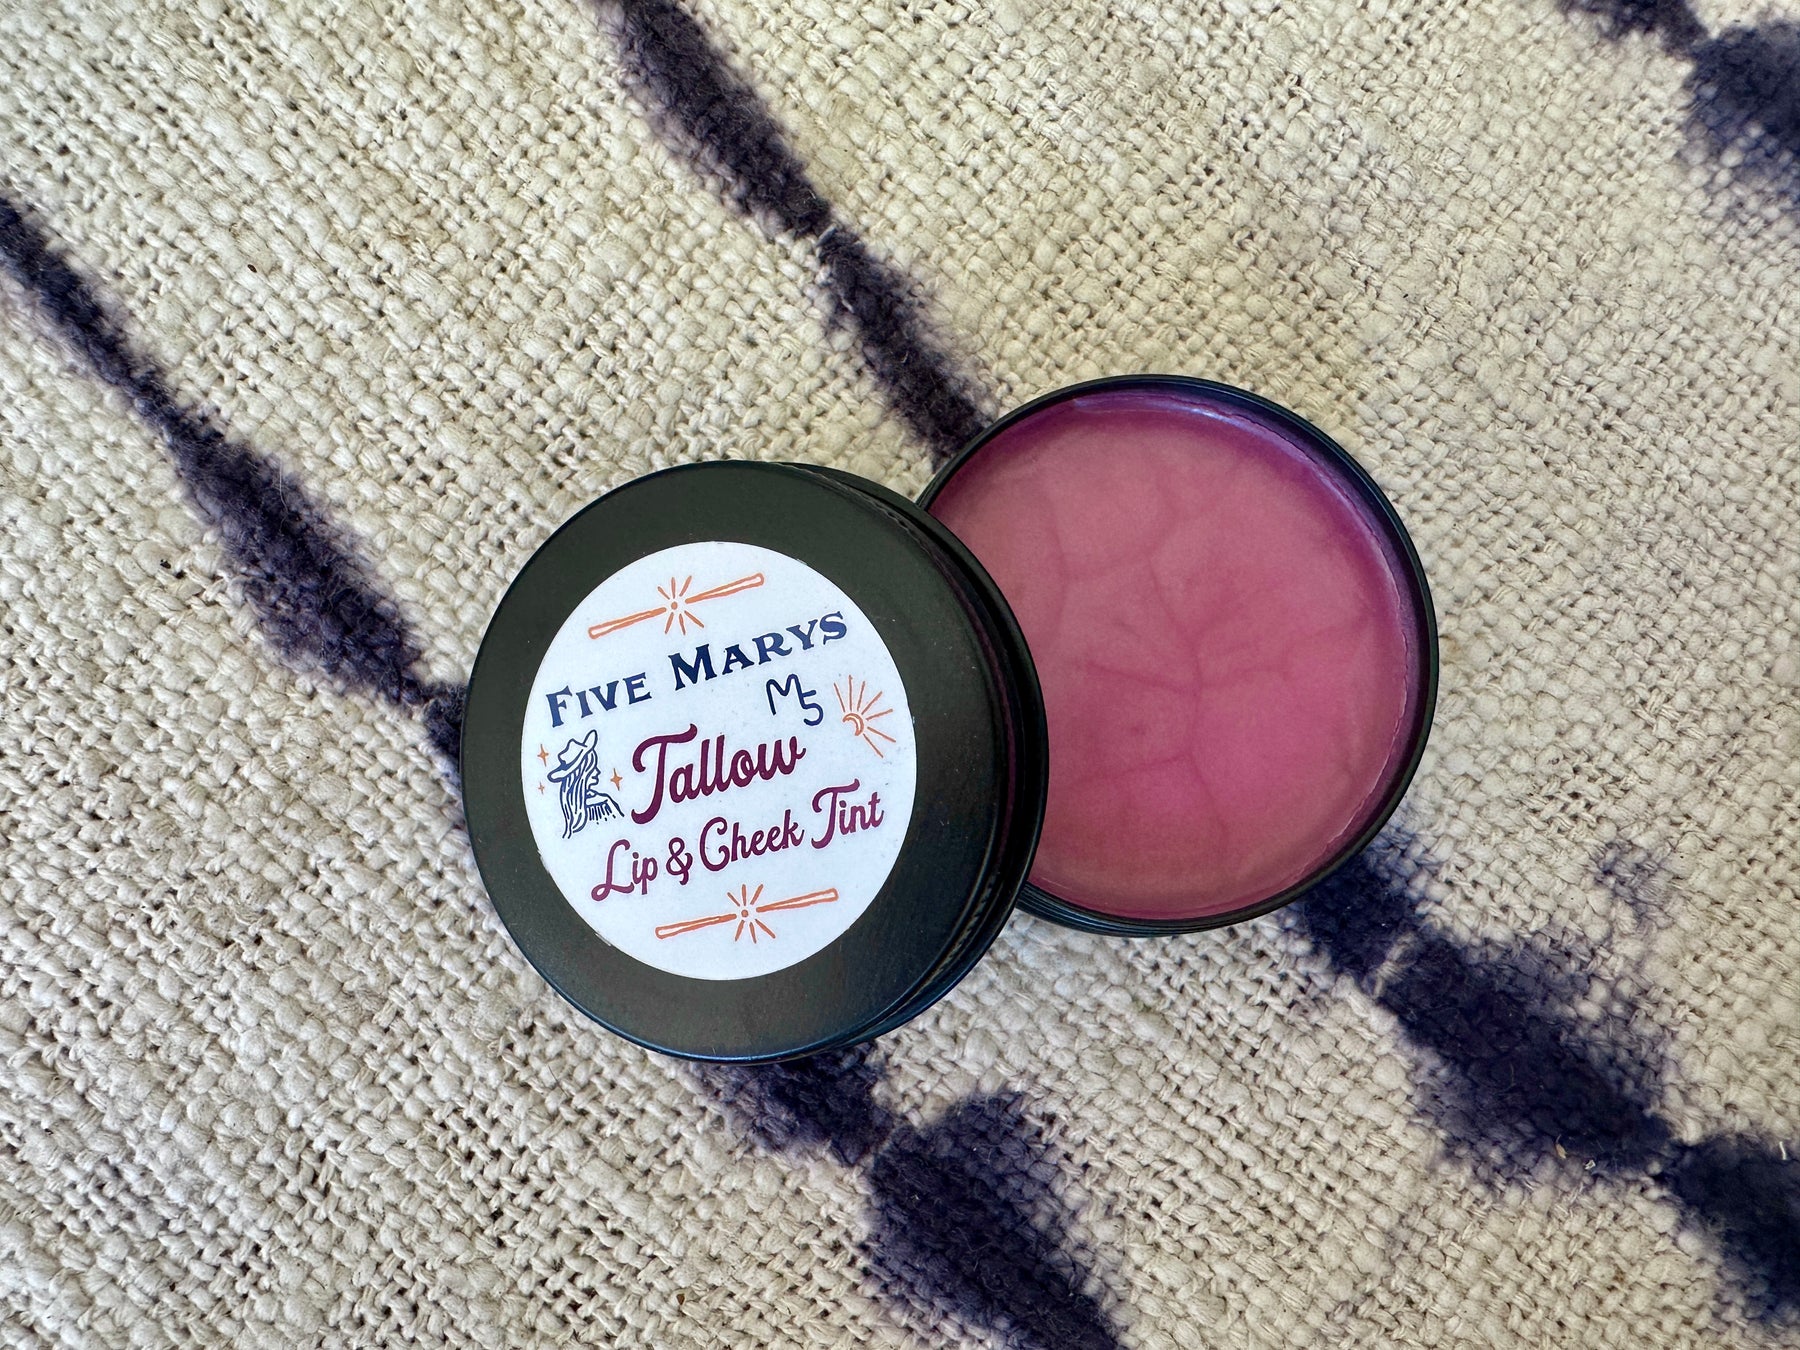 Five Marys
M5
Tallow
Lip & Cheek Tint